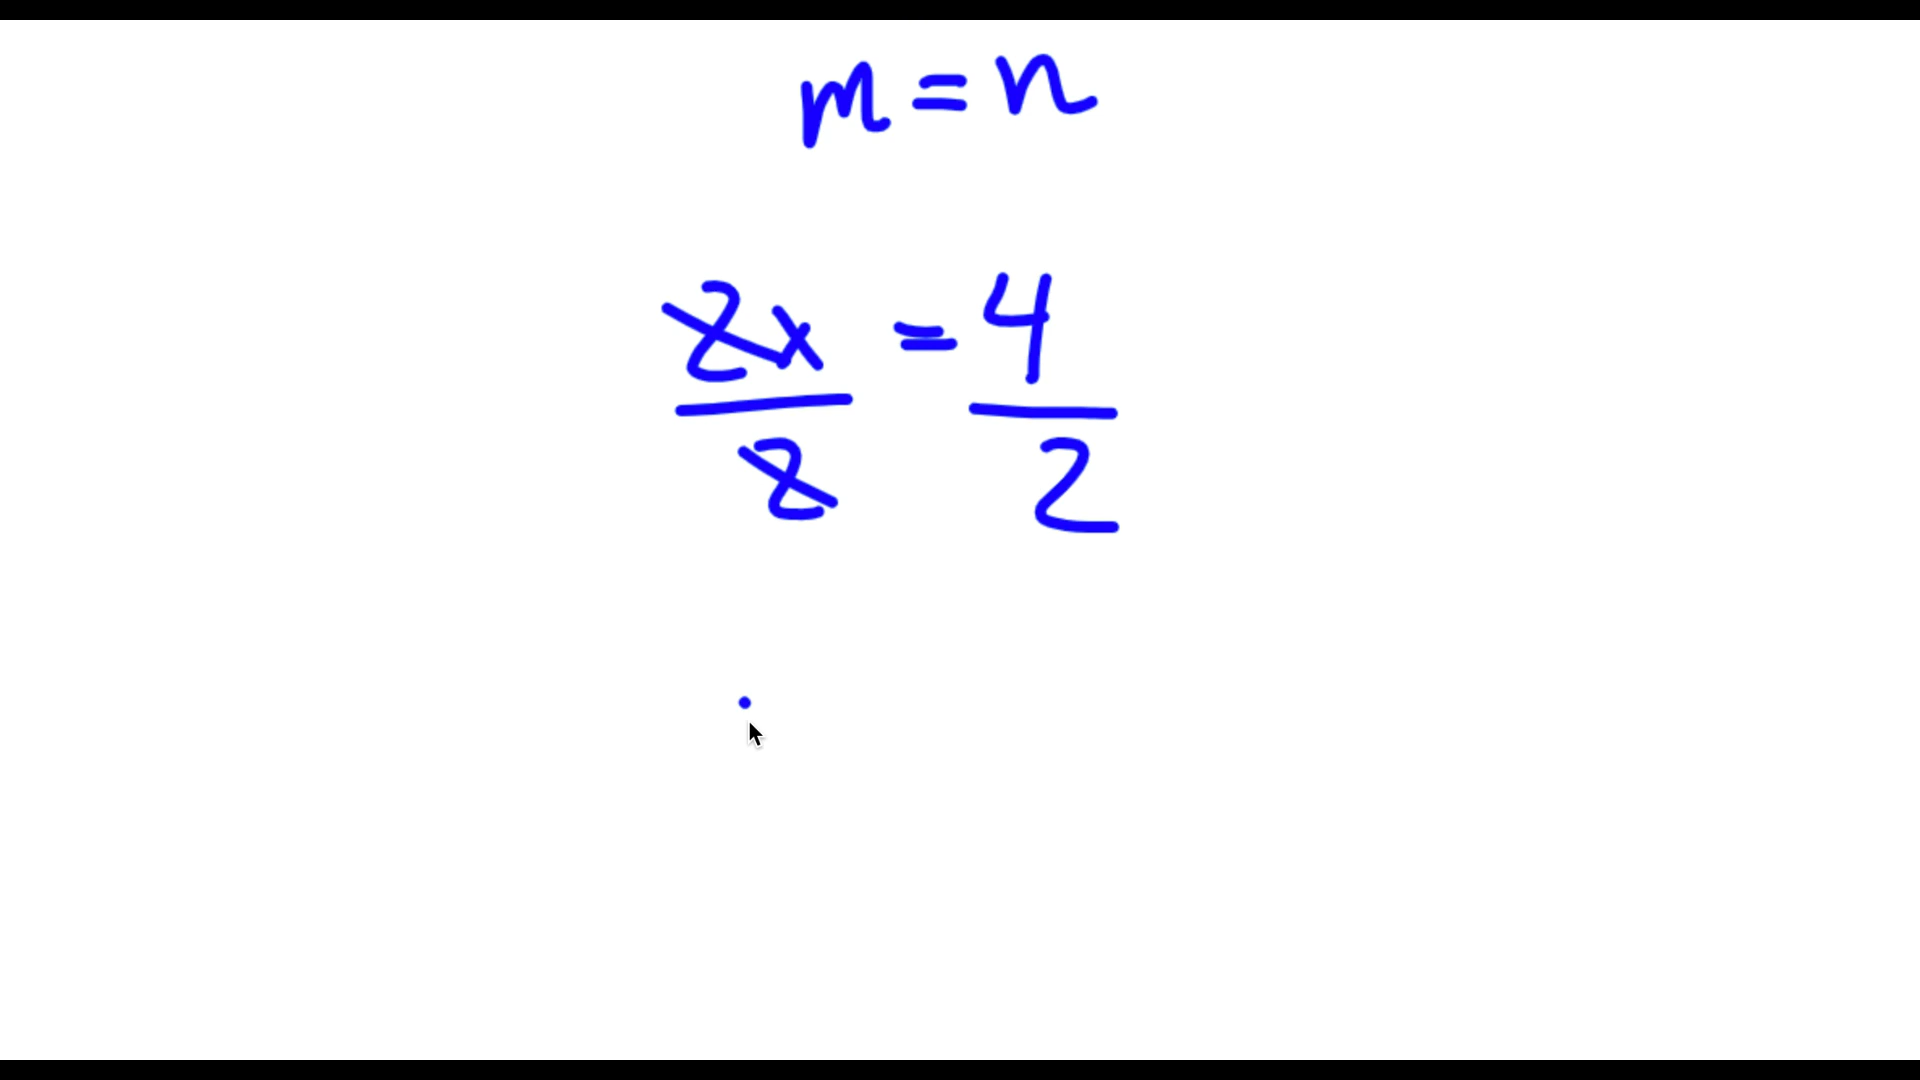 m = n
2x = 4
2 2